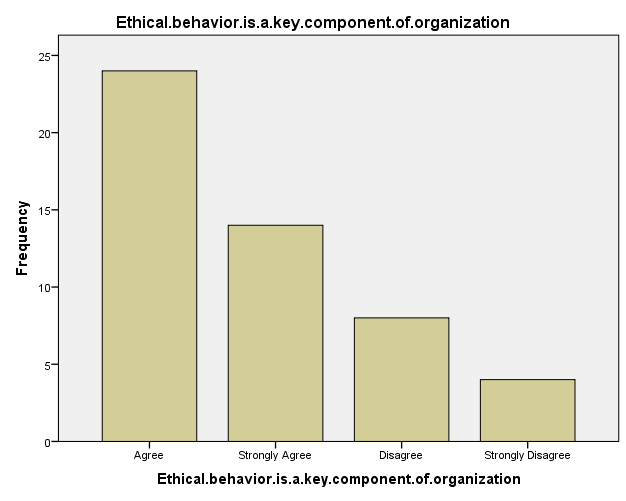 Ethical.behavior.is.a.key.component.of.organization
25
20
15
10
5
0
Frequency
Agree
Strongly Agree
Disagree
Strongly Disagree
Ethical.behavior.is.a.key.component.of.organization